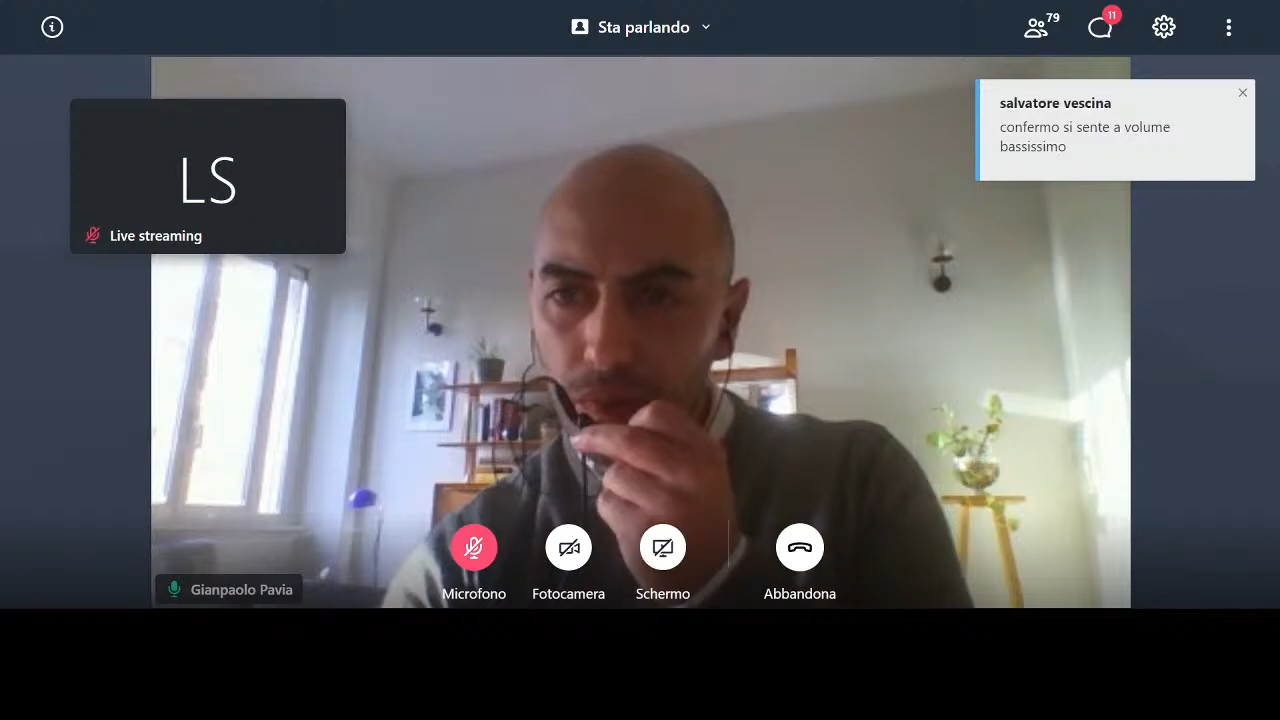 Sta parlando
79
11
salvatore vescina
confermo si sente a volume
bassissimo
LS
Live streaming
Gianpaolo Pavia
Microfono
Fotocamera
Schermo
Abbandona